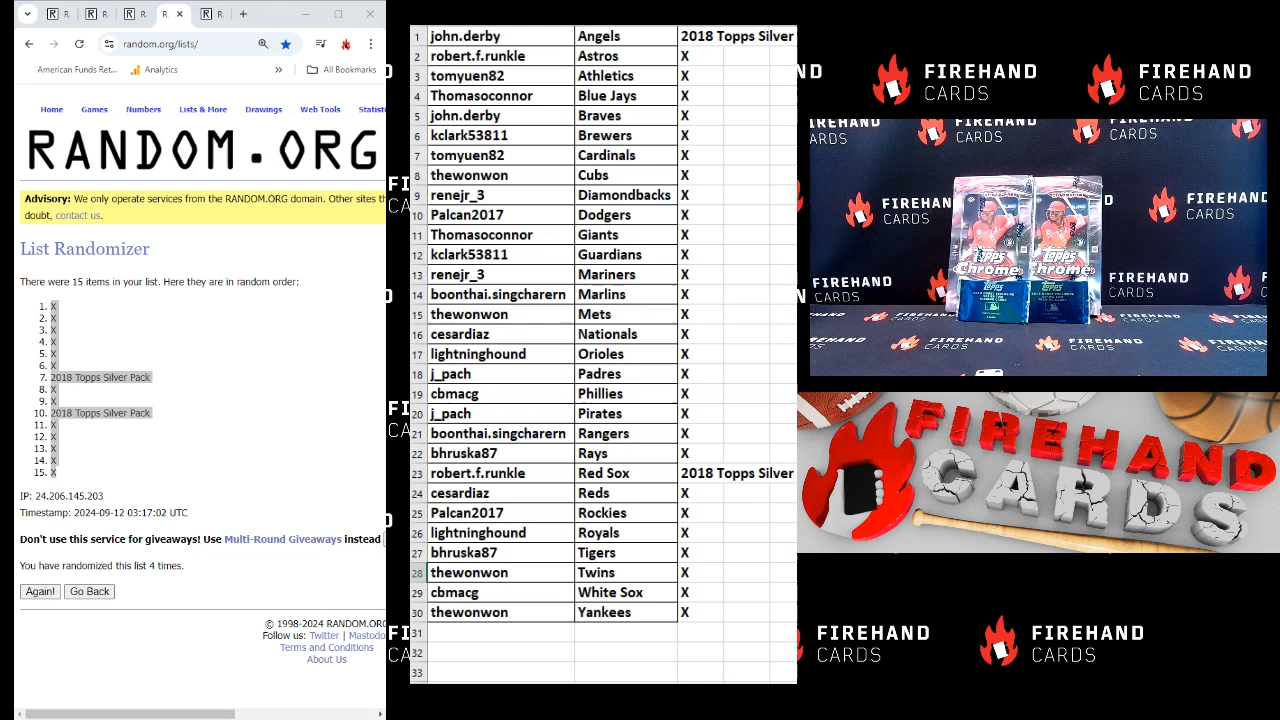 random.org/lists/
American Funds Ret...
Analytics
All Bookmarks
Home Games Numbers Lists & More Drawings Web Tools
RANDOM.ORG
Advisory: We only operate services from the RANDOM.ORG domain. Other sites
doubt, contact us.
List Randomizer
There were 15 items in your list. Here they are in random order:
1. X
2. X
3. X
4. X
5. X
6. X
7. 2018 Topps Silver Pack
8. X
9. X
10. 2018 Topps Silver Pack
11. X
12. X
13. X
14. X
15. X
IP: 24.206.145.203
Timestamp: 2024-09-12 03:17:02 UTC
Don't use this service for giveaways! Use Multi-Round Giveaways instead
You have randomized this list 4 times.
Again! Go Back
© 1998-2024 RANDOM.ORG
Follow us: Twitter | Mastodo
Terms and Conditions
About Us
1 john.derby Angels 2018 Topps Silver
2 robert.f.runkle Astros X
3 tomyuen82 Athletics X
4 Thomasoconnor Blue Jays X
5 john.derby Braves X
6 kclark53811 Brewers X
7 tomyuen82 Cardinals X
8 thewonwon Cubs X
9 renejr_3 Diamondbacks X
10 Palcan2017 Dodgers X
11 Thomasoconnor Giants X
12 kclark53811 Guardians X
13 renejr_3 Mariners X
14 boonthai.singcharern Marlins X
15 thewonwon Mets X
16 cesardiaz Nationals X
17 lightninghound Orioles X
18 j_pach Padres X
19 cbmacg Phillies X
20 j_pach Pirates X
21 boonthai.singcharern Rangers X
22 bhruska87 Rays X
23 robert.f.runkle Red Sox 2018 Topps Silver
24 cesardiaz Reds X
25 Palcan2017 Rockies X
26 lightninghound Royals X
27 bhruska87 Tigers X
28 thewonwon Twins X
29 cbmacg White Sox X
30 thewonwon Yankees X
31
32
33
FIREHAND
CARDS
FIREHAND
CARDS
FIREHAND
CARDS
Topps
Chrome
Topps
Chrome
FIREHAND
CARDS
FIREHAND
CARDS
FIREHAND
CARDS